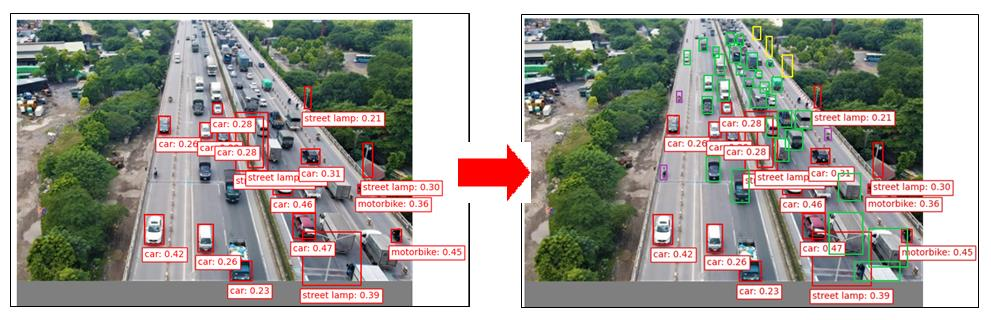 street lamp: 0.21
car: 0.28
car: 0.26
car: 0.28
street lamp
car: 0.31
street lamp: 0.30
car: 0.46
motorbike: 0.36
car: 0.47
motorbike: 0.45
car: 0.42
car: 0.26
car: 0.23
street lamp: 0.39
street lamp: 0.21
car: 0.28
car: 0.26
car: 0.28
street lamp
car: 0.31
street lamp: 0.30
car: 0.46
motorbike: 0.36
car: 0.47
motorbike: 0.45
car: 0.42
car: 0.26
car: 0.23
street lamp: 0.39